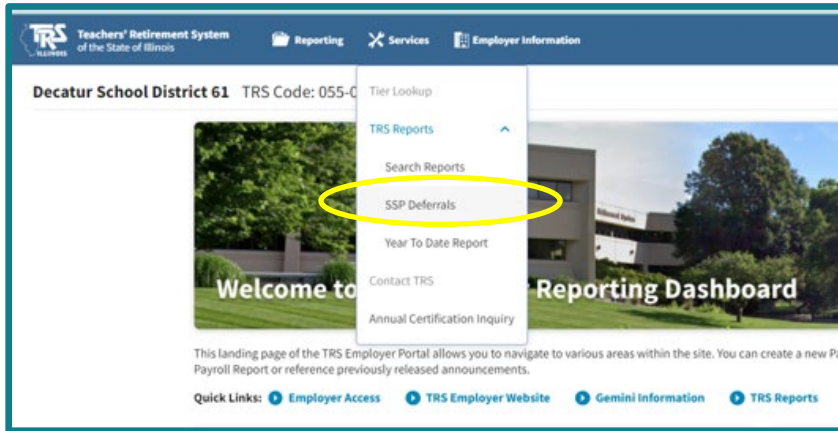 TRS
ILLINOIS
Teachers' Retirement System
of the State of Illinois
Reporting
Services
Employer Information
Decatur School District 61 TRS Code: 055-
Tier Lookup
TRS Reports
Search Reports
SSP Deferrals
Year To Date Report
Contact TRS
Annual Certification Inquiry
Welcome to
Reporting Dashboard
This landing page of the TRS Employer Portal allows you to navigate to various areas within the site. You can create a new
Payroll Report or reference previously released announcements.
Quick Links: Employer Access TRS Employer Website Gemini Information TRS Reports